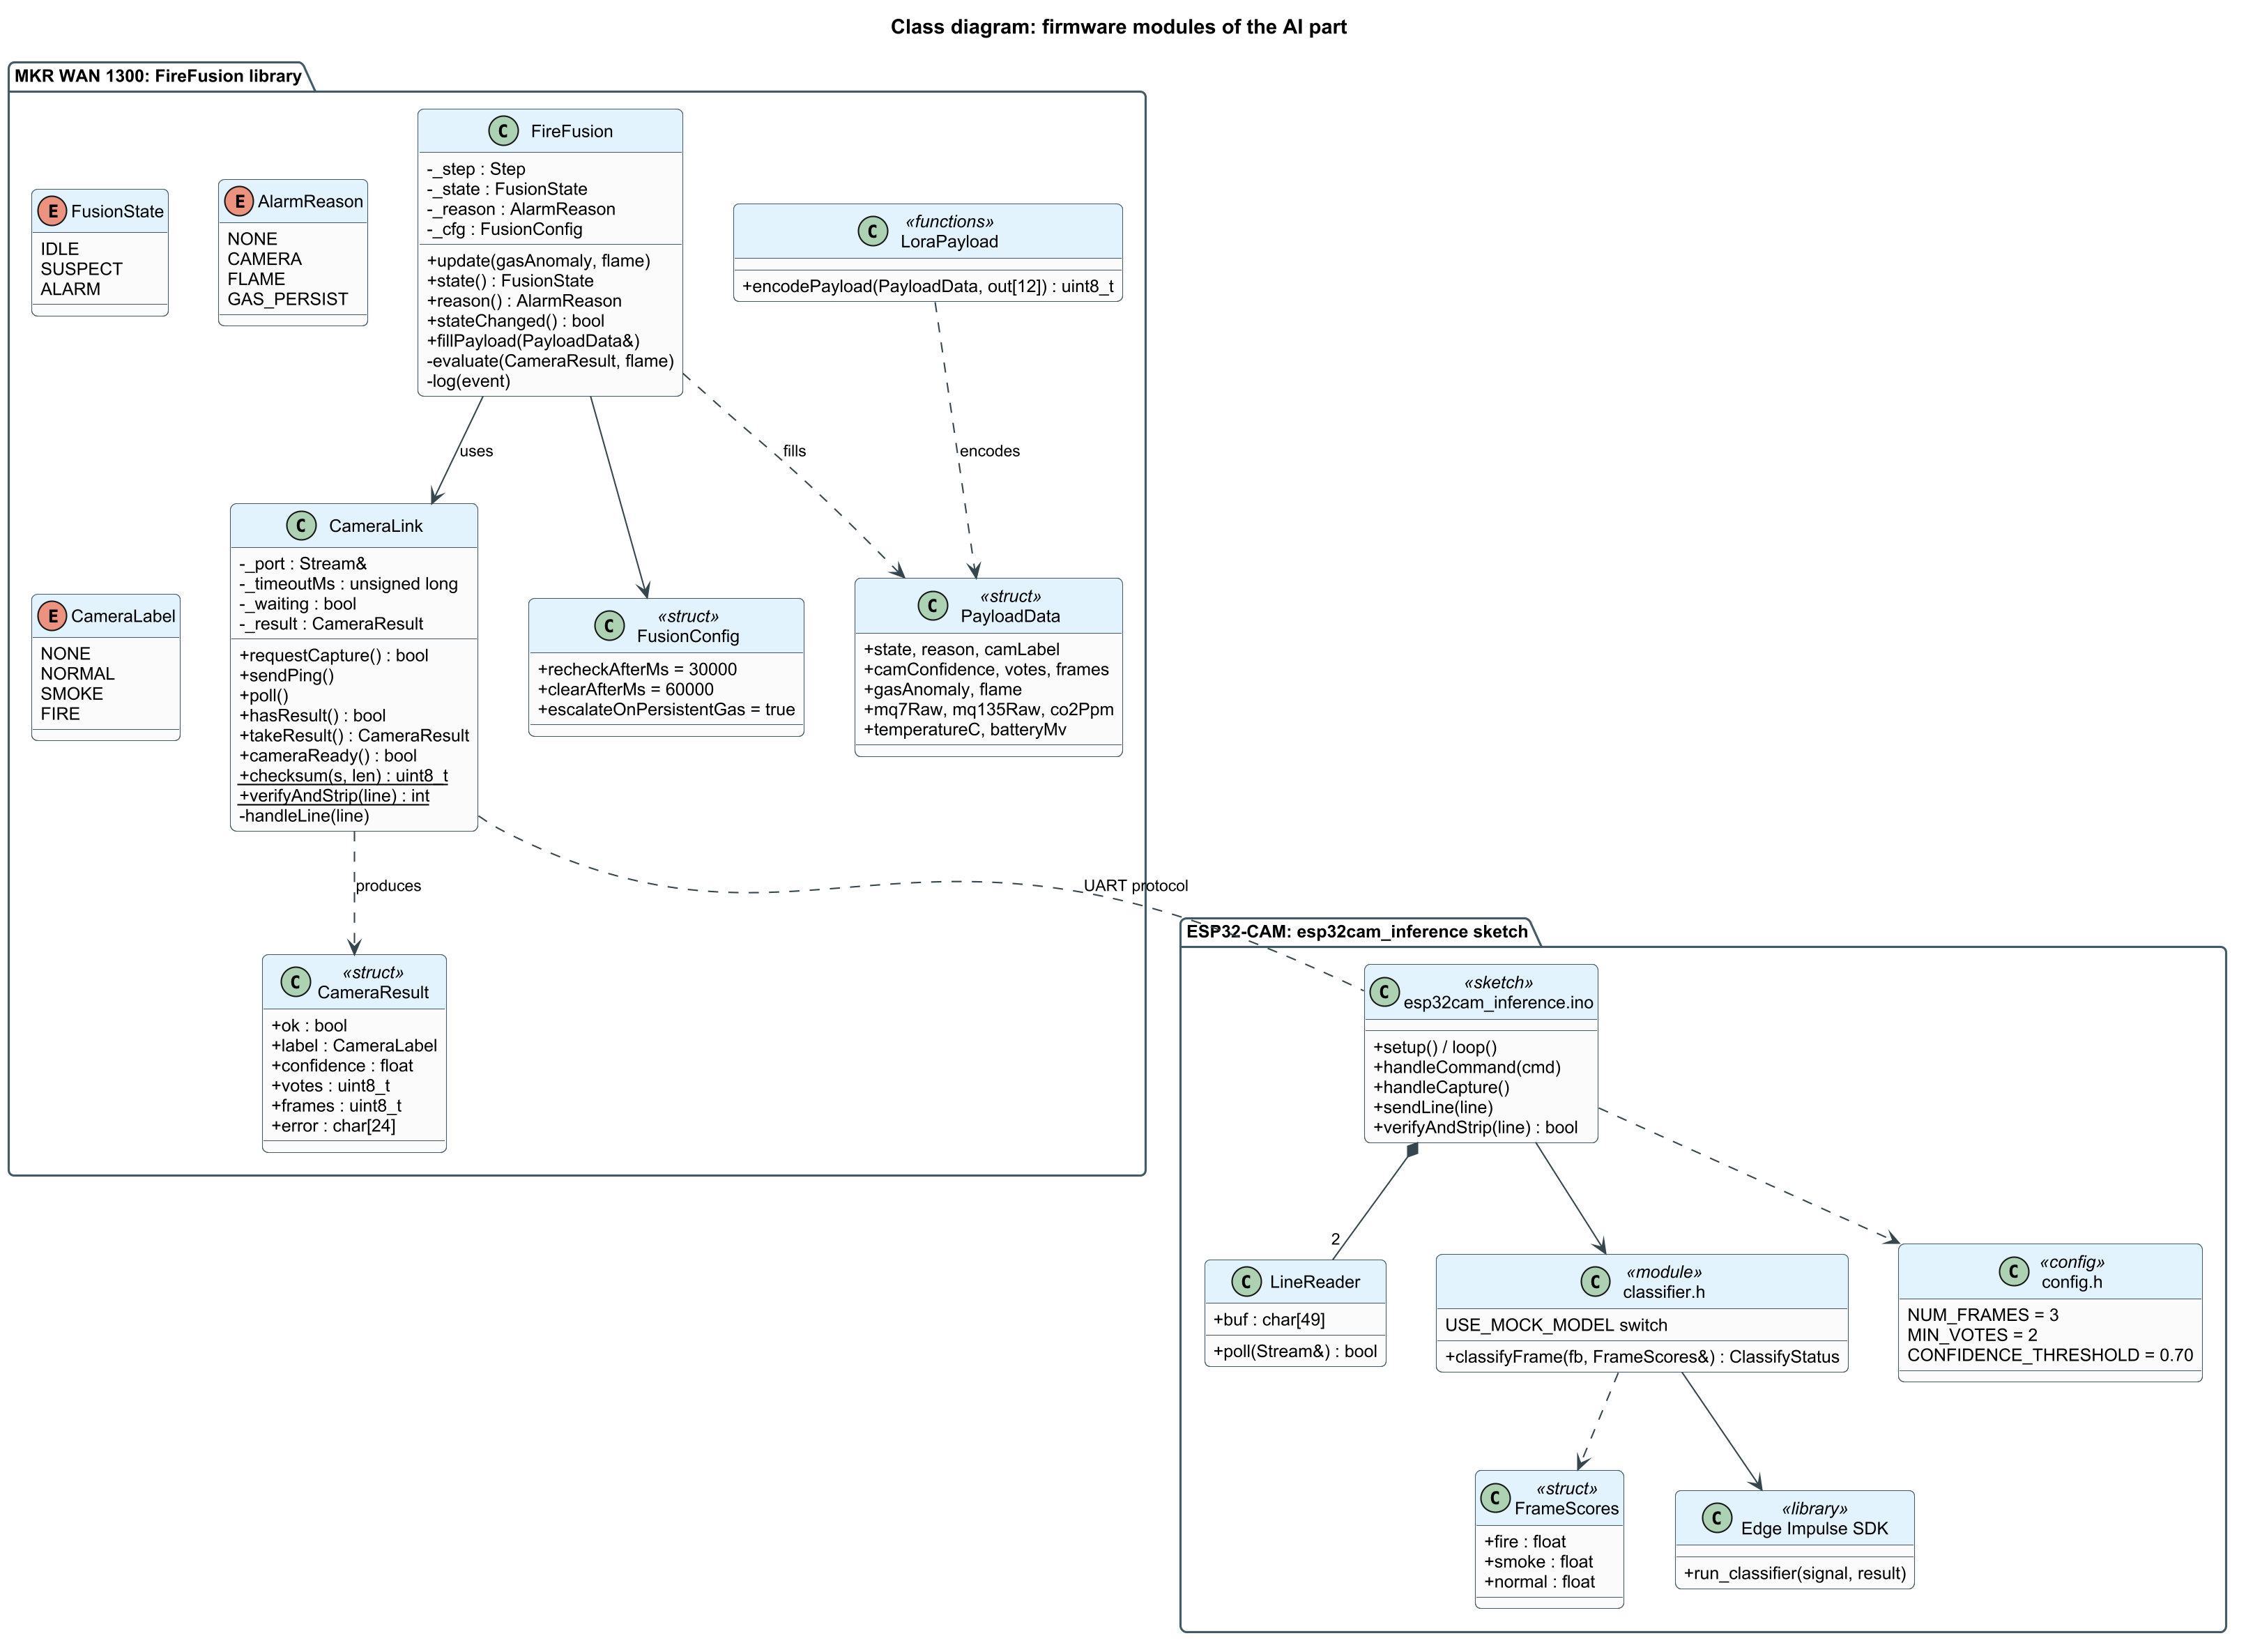 Class diagram: firmware modules of the AI part
MKR WAN 1300: FireFusion library
C FireFusion
-_step : Step
-_state : FusionState
-_reason : AlarmReason
-_cfg : FusionConfig
+update(gasAnomaly, flame)
+state() : FusionState
+reason() : AlarmReason
+stateChanged() : bool
+fillPayload(PayloadData&)
-evaluate(CameraResult, flame)
-log(event)
E FusionState
IDLE
SUSPECT
ALARM
E AlarmReason
NONE
CAMERA
FLAME
GAS_PERSIST
C «functions»
LoraPayload
+encodePayload(PayloadData, out[12]) : uint8_t
uses
fills
encodes
C CameraLink
-_port : Stream&
-_timeoutMs : unsigned long
-_waiting : bool
-_result : CameraResult
+requestCapture() : bool
+sendPing()
+poll()
+hasResult() : bool
+takeResult() : CameraResult
+cameraReady() : bool
+checksum(s, len) : uint8_t
+verifyAndStrip(line) : int
-handleLine(line)
E CameraLabel
NONE
NORMAL
SMOKE
FIRE
C «struct»
FusionConfig
+recheckAfterMs = 30000
+clearAfterMs = 60000
+escalateOnPersistentGas = true
C «struct»
PayloadData
+state, reason, camLabel
+camConfidence, votes, frames
+gasAnomaly, flame
+mq7Raw, mq135Raw, co2Ppm
+temperatureC, batteryMv
produces
UART protocol
C «struct»
CameraResult
+ok : bool
+label : CameraLabel
+confidence : float
+votes : uint8_t
+frames : uint8_t
+error : char[24]
ESP32-CAM: esp32cam_inference sketch
C «sketch»
esp32cam_inference.ino
+setup() / loop()
+handleCommand(cmd)
+handleCapture()
+sendLine(line)
+verifyAndStrip(line) : bool
2
C LineReader
+buf : char[49]
+poll(Stream&) : bool
C «module»
classifier.h
USE_MOCK_MODEL switch
+classifyFrame(fb, FrameScores&) : ClassifyStatus
C «config»
config.h
NUM_FRAMES = 3
MIN_VOTES = 2
CONFIDENCE_THRESHOLD = 0.70
C «struct»
FrameScores
+fire : float
+smoke : float
+normal : float
C «library»
Edge Impulse SDK
+run_classifier(signal, result)